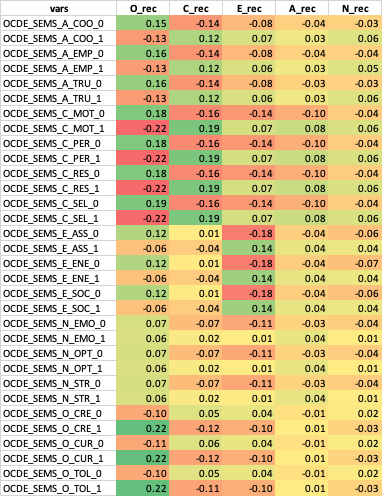 vars O_rec C_rec E_rec A_rec N_rec
OCDE_SEMS_A_COO_0 0.15 -0.14 -0.08 -0.04 -0.03
OCDE_SEMS_A_COO_1 -0.13 0.12 0.07 0.03 0.06
OCDE_SEMS_A_EMP_0 0.16 -0.14 -0.08 -0.04 -0.04
OCDE_SEMS_A_EMP_1 -0.13 0.12 0.06 0.03 0.05
OCDE_SEMS_A_TRU_0 0.16 -0.14 -0.08 -0.03 -0.03
OCDE_SEMS_A_TRU_1 -0.13 0.12 0.06 0.03 0.06
OCDE_SEMS_C_MOT_0 0.18 -0.16 -0.14 -0.10 -0.04
OCDE_SEMS_C_MOT_1 -0.22 0.19 0.07 0.08 0.06
OCDE_SEMS_C_PER_0 0.18 -0.16 -0.14 -0.10 -0.04
OCDE_SEMS_C_PER_1 -0.22 0.19 0.07 0.08 0.06
OCDE_SEMS_C_RES_0 0.18 -0.16 -0.14 -0.10 -0.04
OCDE_SEMS_C_RES_1 -0.22 0.19 0.07 0.08 0.06
OCDE_SEMS_C_SEL_0 0.19 -0.16 -0.14 -0.10 -0.04
OCDE_SEMS_C_SEL_1 -0.22 0.19 0.07 0.08 0.06
OCDE_SEMS_E_ASS_0 0.12 0.01 -0.18 -0.04 -0.06
OCDE_SEMS_E_ASS_1 -0.06 -0.04 0.14 0.04 0.04
OCDE_SEMS_E_ENE_0 0.12 0.01 -0.18 -0.04 -0.07
OCDE_SEMS_E_ENE_1 -0.06 -0.04 0.14 0.04 0.04
OCDE_SEMS_E_SOC_0 0.12 0.01 -0.18 -0.04 -0.06
OCDE_SEMS_E_SOC_1 -0.06 -0.04 0.14 0.04 0.04
OCDE_SEMS_N_EMO_0 0.07 -0.07 -0.11 -0.03 -0.04
OCDE_SEMS_N_EMO_1 0.06 0.02 0.01 0.04 0.01
OCDE_SEMS_N_OPT_0 0.07 -0.07 -0.11 -0.03 -0.04
OCDE_SEMS_N_OPT_1 0.06 0.02 0.01 0.04 0.01
OCDE_SEMS_N_STR_0 0.07 -0.07 -0.11 -0.03 -0.04
OCDE_SEMS_N_STR_1 0.06 0.02 0.01 0.04 0.01
OCDE_SEMS_O_CRE_0 -0.10 0.05 0.04 -0.01 0.02
OCDE_SEMS_O_CRE_1 0.22 -0.12 -0.10 -0.01 -0.03
OCDE_SEMS_O_CUR_0 -0.11 0.06 0.04 -0.01 0.02
OCDE_SEMS_O_CUR_1 0.22 -0.12 -0.10 -0.01 -0.03
OCDE_SEMS_O_TOL_0 -0.10 0.05 0.04 -0.01 0.02
OCDE_SEMS_O_TOL_1 0.22 -0.11 -0.10 -0.01 -0.03